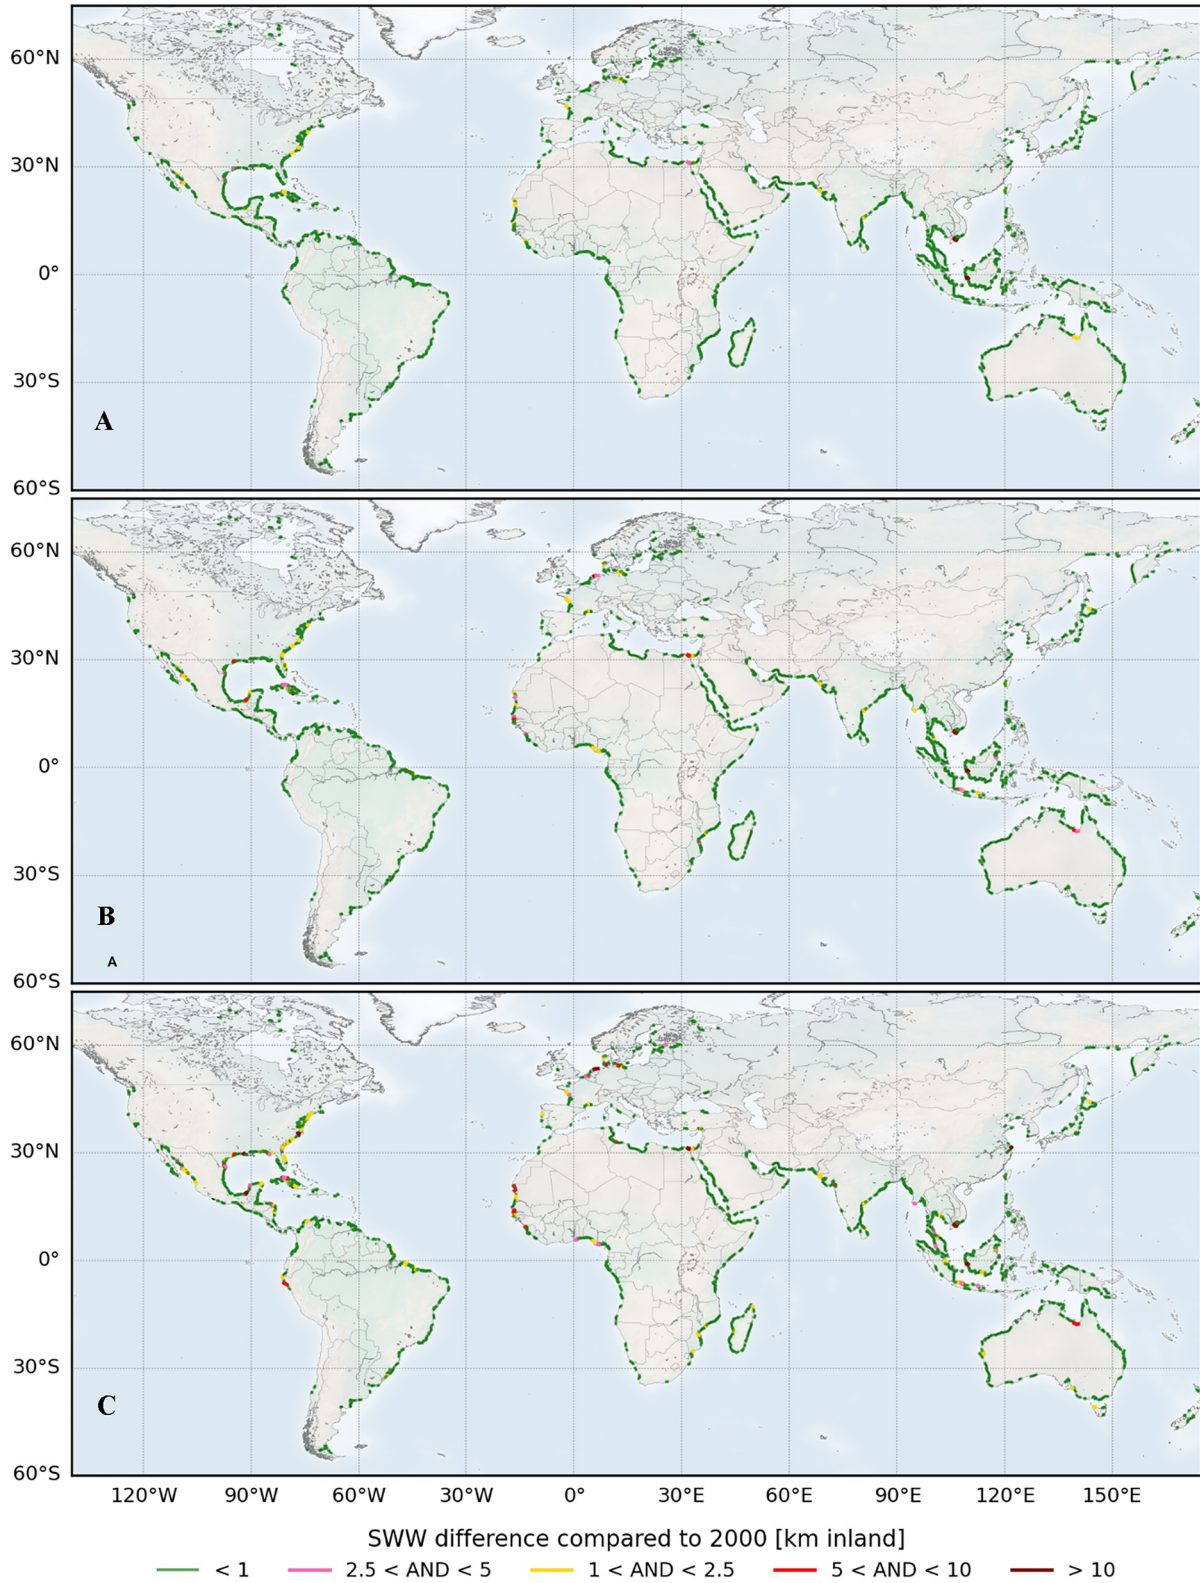 60°N
30°N
0°
30°S
A
60°S
60°N
30°N
0°
30°S
B
A
60°S
60°N
30°N
0°
30°S
C
60°S
120°W 90°W 60°W 30°W 0° 30°E 60°E 90°E 120°E 150°E
SWW difference compared to 2000 [km inland]
< 1 2.5 < AND < 5 1 < AND < 2.5 5 < AND < 10 > 10